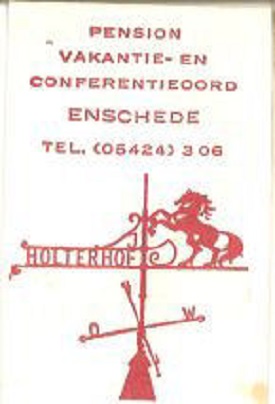 PENSION
VAKANTIE- EN
CONFERENTIEOORD
ENSCHEDE
TEL. (05424) 306
HOLTERHOF
N W